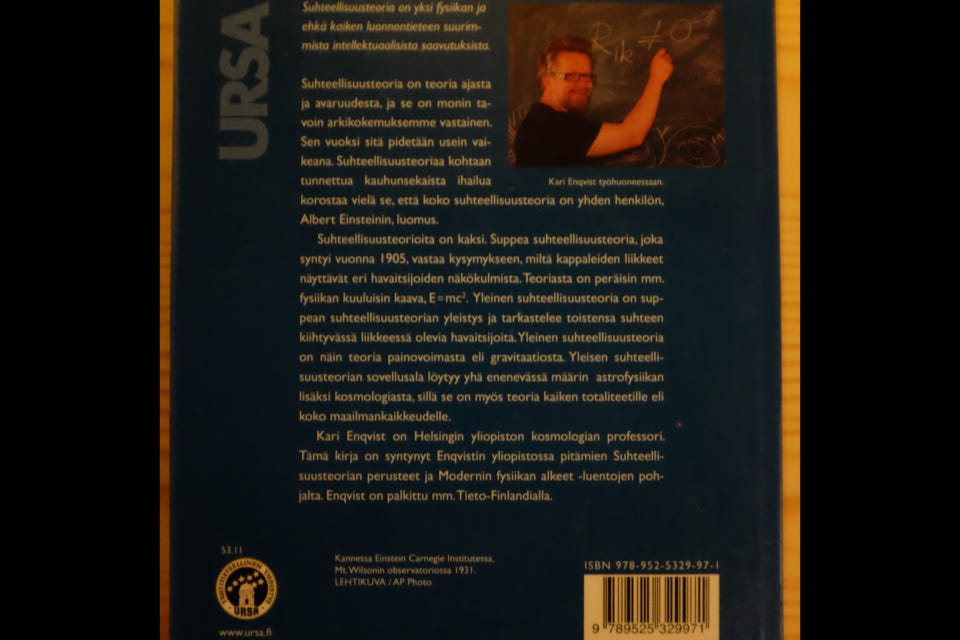 URSA
Suhteellisuusteoria on yksi fysiikan ja
ehkä kaiken luonnontieteen suurim-
mista intellektuaalisista saavutuksista.
Suhteellisuusteoria on teoria ajasta
ja avaruudesta, ja se on monin ta-
voin arkikokemuksemme vastainen.
Sen vuoksi sitä pidetään usein vai-
keana. Suhteellisuusteoriaa kohtaan
tunnettua kauhunsekaista ihailua
korostaa vielä se, että koko suhteellisuusteoria on yhden henkilön,
Albert Einsteinin, luomus.
R ik ≠ 0
Kari Enqvist työhuoneessaan.
Suhteellisuusteorioita on kaksi. Suppea suhteellisuusteoria, joka
syntyi vuonna 1905, vastaa kysymykseen, miltä kappaleiden liikkeet
näyttävät eri havaitsijoiden näkökulmista. Teoriasta on peräisin mm.
fysiikan kuuluisin kaava, E=mc². Yleinen suhteellisuusteoria on sup-
pean suhteellisuusteorian yleistys ja tarkastelee toistensa suhteen
kiihtyvässä liikkeessä olevia havaitsijoita. Yleinen suhteellisuusteoria
on näin teoria painovoimasta eli gravitaatiosta. Yleisen suhteelli-
suusteorian sovellusala löytyy yhä enenevässä määrin astrofysiikan
lisäksi kosmologiasta, sillä se on myös teoria kaiken totaliteetille eli
koko maailmankaikkeudelle.
Kari Enqvist on Helsingin yliopiston kosmologian professori.
Tämä kirja on syntynyt Enqvistin yliopistossa pitämien Suhteelli-
suusteorian perusteet ja Modernin fysiikan alkeet -luentojen poh-
jalta. Enqvist on palkittu mm. Tieto-Finlandialla.
53.11
TÄHTITIETEELLINEN YHDISTYS
URSA
www.ursa.fi
Kannessa Einstein Carnegie Institutessa,
Mt. Wilsonin observatoriossa 1931.
LEHTIKUVA / AP Photo
ISBN 978-952-5329-97-1
9 789525 329971